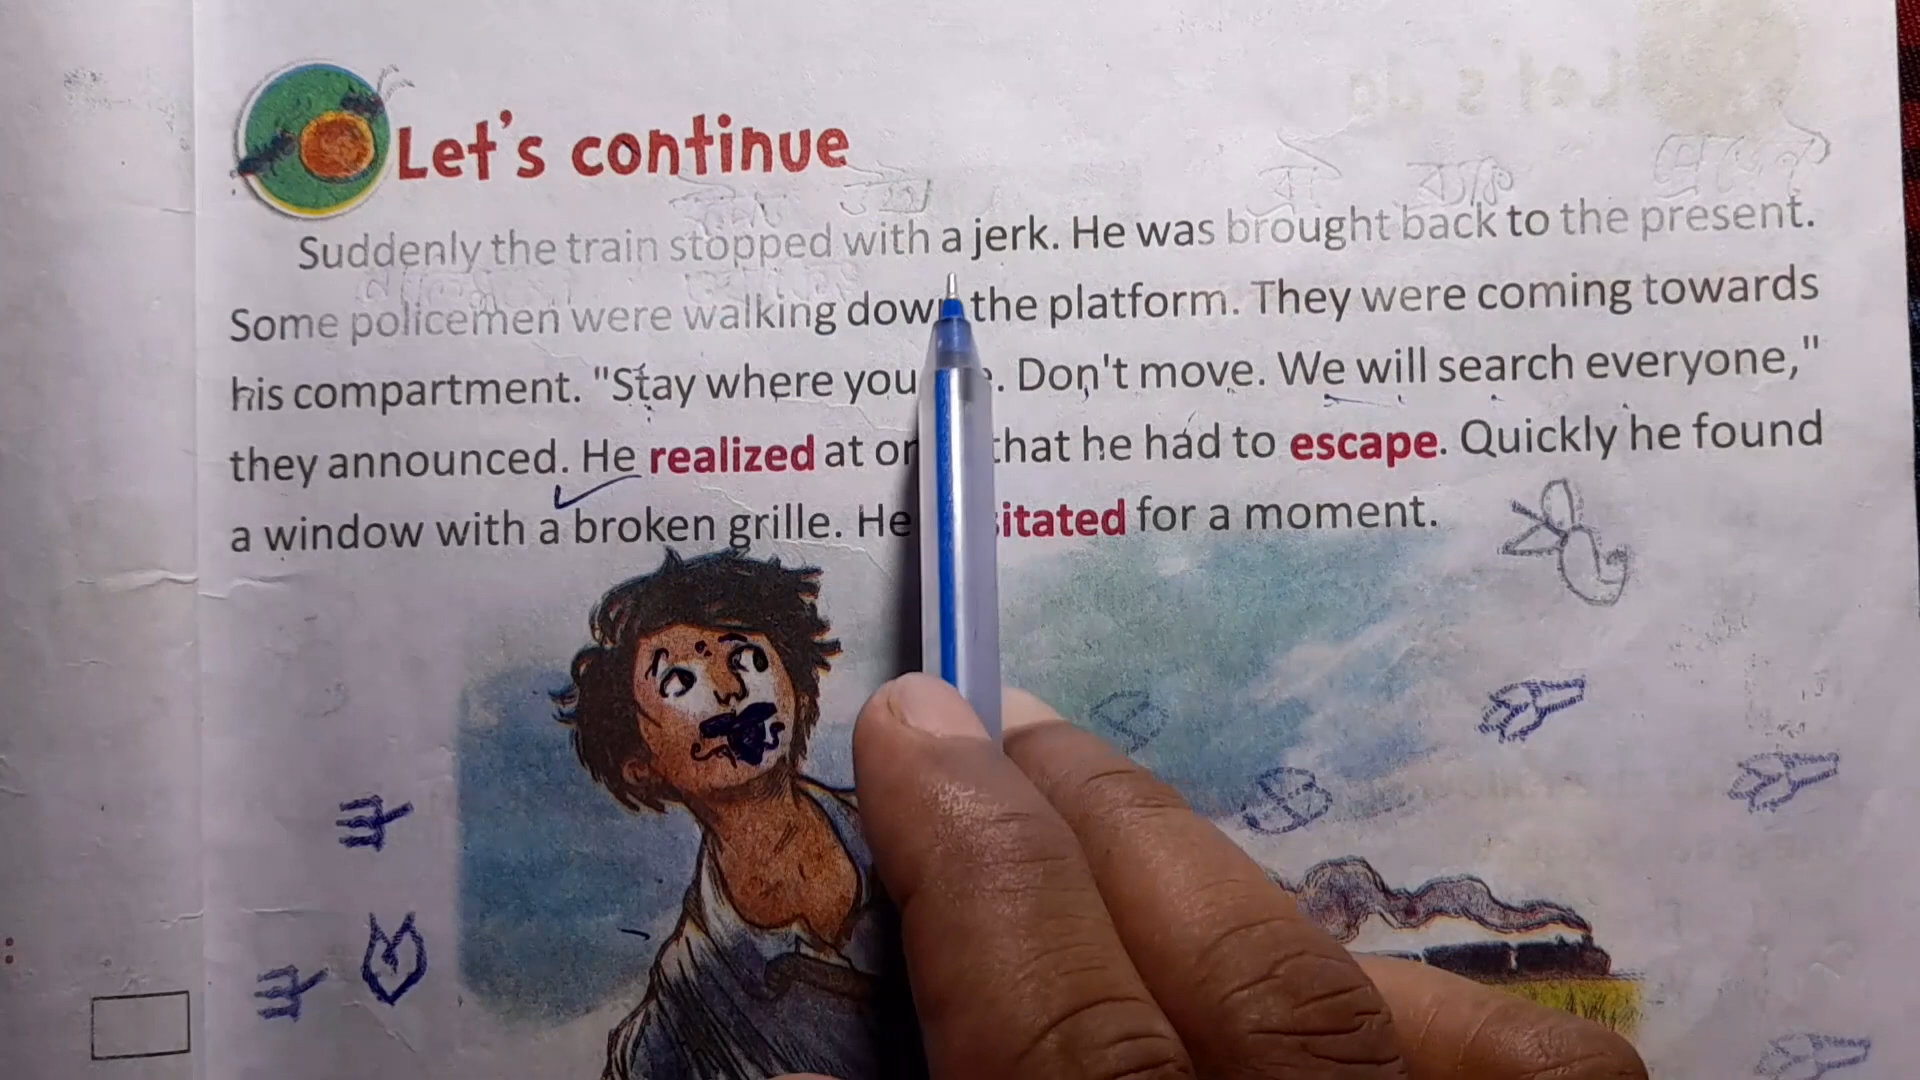 Let's continue
Suddenly the train stopped with a jerk. He was brought back to the present.
Some policemen were walking down the platform. They were coming towards
his compartment. "Stay where you . Don't move. We will search everyone,"
they announced. He realized at that he had to escape. Quickly he found
a window with a broken grille. He for a moment.